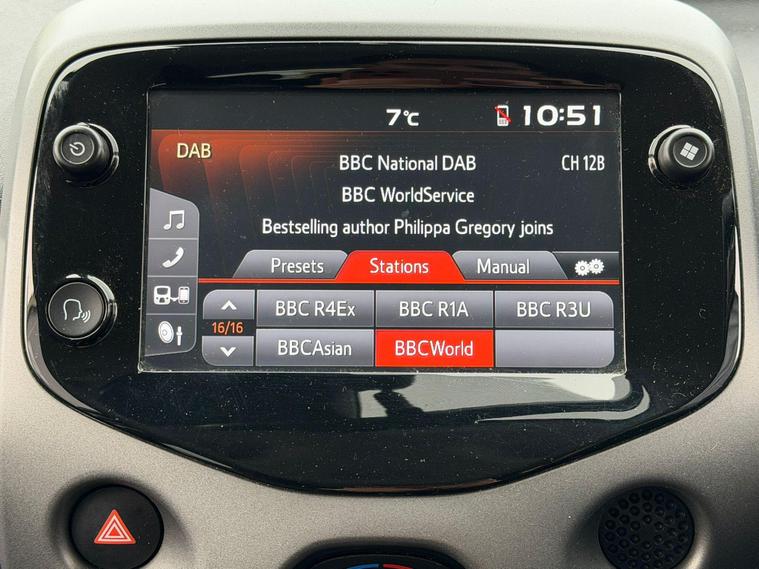 7°C 10:51
DAB
BBC National DAB CH 12B
BBC WorldService
Bestselling author Philippa Gregory joins
Presets Stations Manual
BBC R4Ex BBC R1A BBC R3U
16/16
BBCAsian BBCWorld